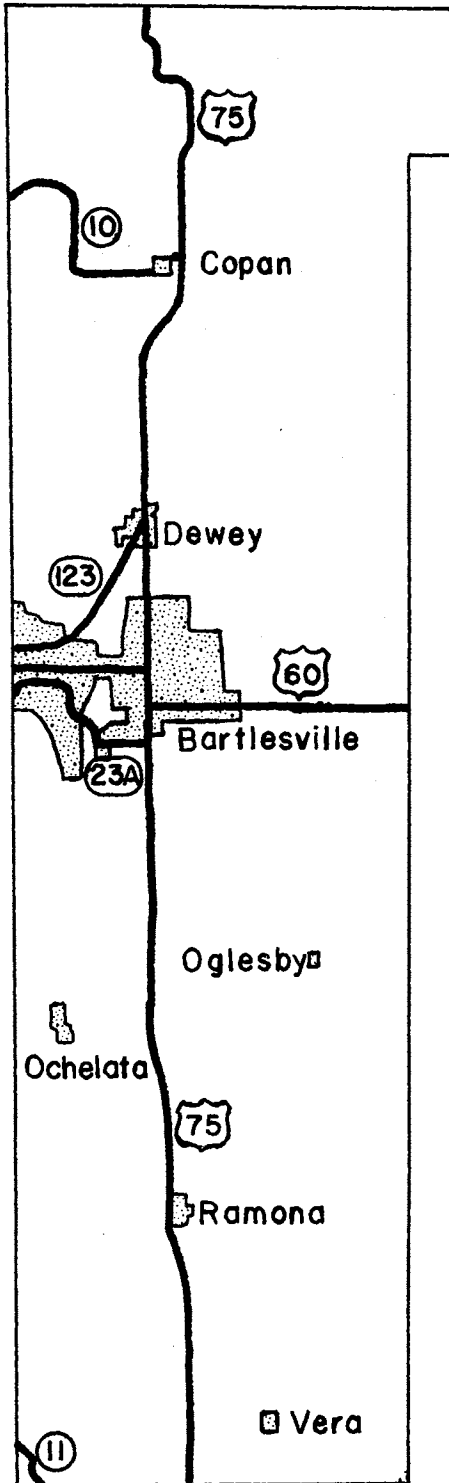 75
10
Copan
Dewey
123
60
Bartlesville
23A
Oglesby
Ochelata
75
Ramona
Vera
11